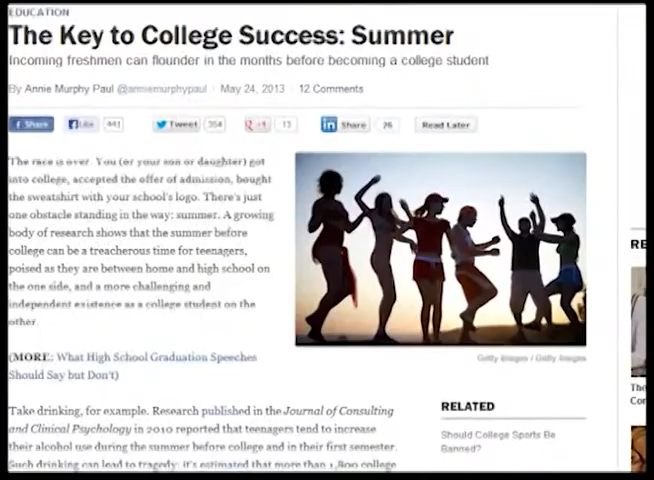 EDUCATION
The Key to College Success: Summer
Incoming freshmen can flounder in the months before becoming a college student
By Annie Murphy Paul @anniemurphypaul May 24, 2013 12 Comments
f Share Like 441 Tweet 354 +1 13 in Share 26 Read Later
The race is over. You (or your son or daughter) got
into college, accepted the offer of admission, bought
the sweatshirt with your school's logo. There's just
one obstacle standing in the way: summer. A growing
body of research shows that the summer before
college can be a treacherous time for teenagers,
poised as they are between home and high school on
the one side, and a more challenging and
independent existence as a college student on the
other.
Getty Images / Getty Images
(MORE: What High School Graduation Speeches
Should Say but Don't)
Take drinking, for example. Research published in the Journal of Consulting
and Clinical Psychology in 2010 reported that teenagers tend to increase
their alcohol use during the summer before college and in their first semester.
Such drinking can lead to tragedy: it's estimated that more than 1,800 college
RELATED
Should College Sports Be
Banned?
RE
The
Cor